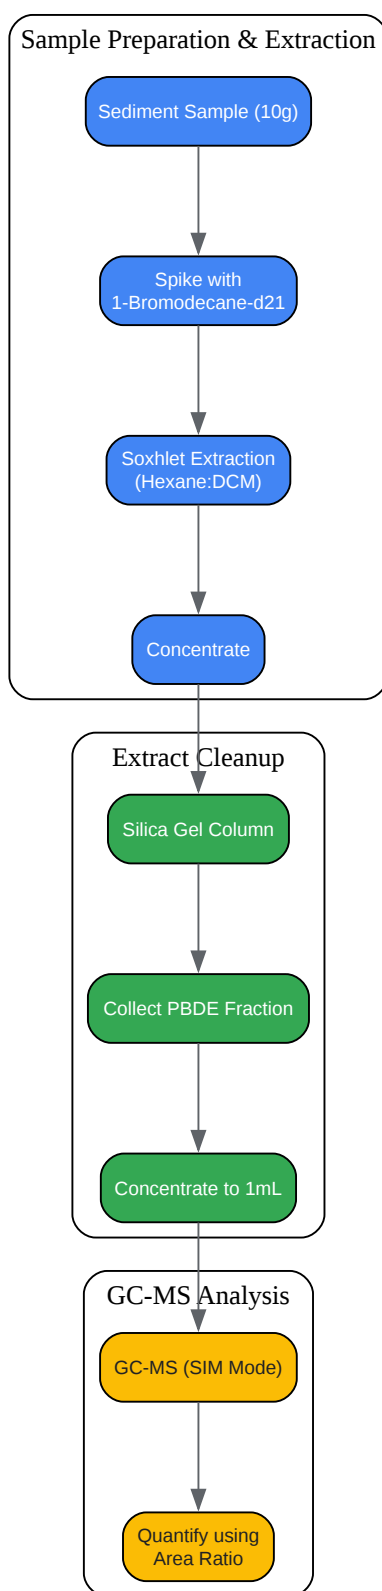 Sample Preparation & Extraction
Sediment Sample (10g)
Spike with
1-Bromodecane-d21
Soxhlet Extraction
(Hexane:DCM)
Concentrate
Extract Cleanup
Silica Gel Column
Collect PBDE Fraction
Concentrate to 1mL
GC-MS Analysis
GC-MS (SIM Mode)
Quantify using
Area Ratio